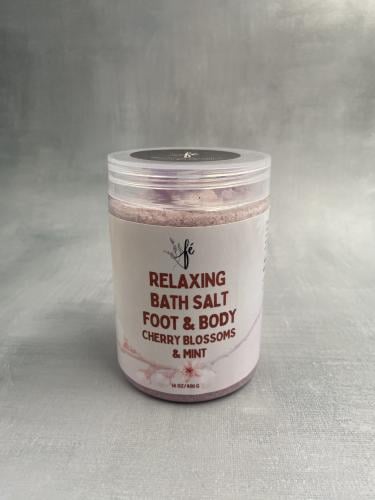 fé
RELAXING
BATH SALT
FOOT & BODY
CHERRY BLOSSOMS
& MINT